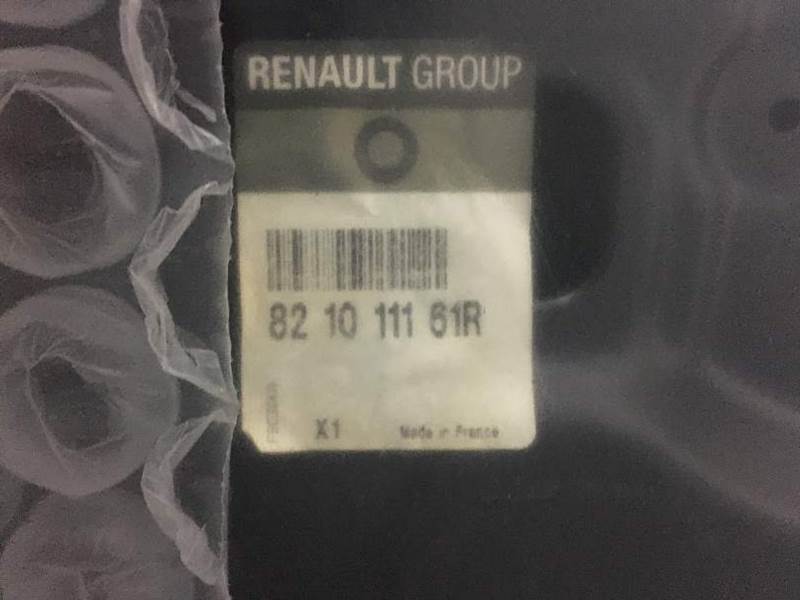 RENAULT GROUP
82 10 111 61R
X1
Made in France